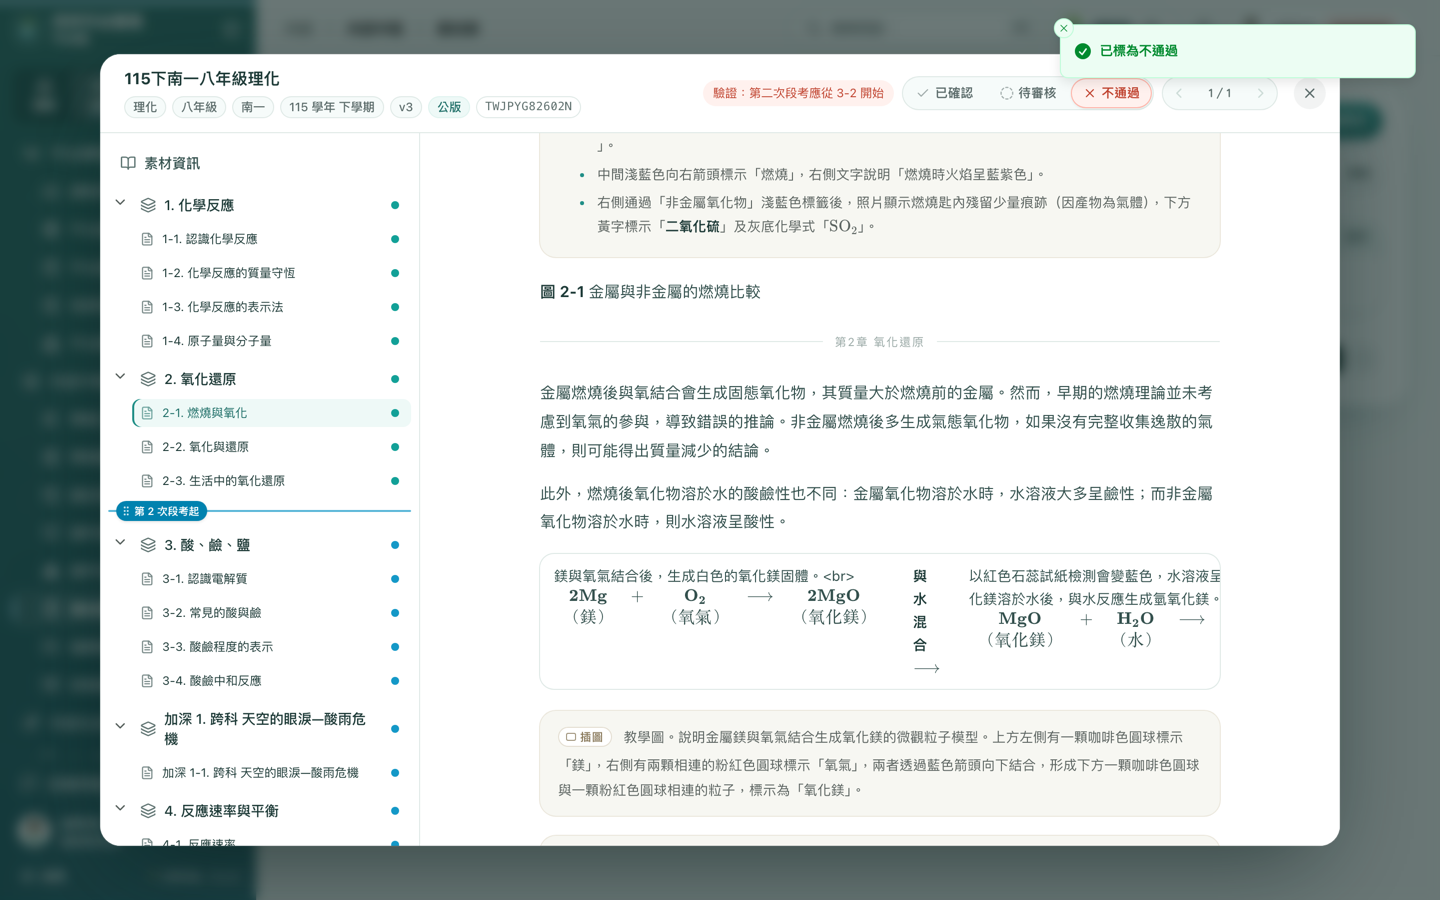 已標為不通過
115下南一八年級理化
理化 八年級 南一 115 學年 下學期 v3 公版 TWJPYG82602N
驗證：第二次段考應從 3-2 開始 已確認 待審核 不通過 1 / 1
素材資訊
1. 化學反應
1-1. 認識化學反應
1-2. 化學反應的質量守恆
1-3. 化學反應的表示法
1-4. 原子量與分子量
2. 氧化還原
2-1. 燃燒與氧化
2-2. 氧化與還原
2-3. 生活中的氧化還原
第 2 次段考起
3. 酸、鹼、鹽
3-1. 認識電解質
3-2. 常見的酸與鹼
3-3. 酸鹼程度的表示
3-4. 酸鹼中和反應
加深 1. 跨科 天空的眼淚—酸雨危
機
加深 1-1. 跨科 天空的眼淚—酸雨危機
4. 反應速率與平衡
4-1. 反應速率
」。
• 中間淺藍色向右箭頭標示「燃燒」，右側文字說明「燃燒時火焰呈藍紫色」。
• 右側通過「非金屬氧化物」淺藍色標籤後，照片顯示燃燒匙內殘留少量痕跡（因產物為氣體），下方
黃字標示「二氧化硫」及灰底化學式「SO₂」。
圖 2-1 金屬與非金屬的燃燒比較
第2章 氧化還原
金屬燃燒後與氧結合會生成固態氧化物，其質量大於燃燒前的金屬。然而，早期的燃燒理論並未考
慮到氧氣的參與，導致錯誤的推論。非金屬燃燒後多生成氣態氧化物，如果沒有完整收集逸散的氣
體，則可能得出質量減少的結論。
此外，燃燒後氧化物溶於水的酸鹼性也不同：金屬氧化物溶於水時，水溶液大多呈鹼性；而非金屬
氧化物溶於水時，則水溶液呈酸性。
鎂與氧氣結合後，生成白色的氧化鎂固體。<br>
2Mg + O₂ ⟶ 2MgO
（鎂） （氧氣） （氧化鎂）
與
水
混
合
⟶
以紅色石蕊試紙檢測會變藍色，水溶液呈
化鎂溶於水後，與水反應生成氫氧化鎂。
MgO + H₂O ⟶
（氧化鎂） （水）
插圖 教學圖。說明金屬鎂與氧氣結合生成氧化鎂的微觀粒子模型。上方左側有一顆咖啡色圓球標示
「鎂」，右側有兩顆相連的粉紅色圓球標示「氧氣」，兩者透過藍色箭頭向下結合，形成下方一顆咖啡色圓球
與一顆粉紅色圓球相連的粒子，標示為「氧化鎂」。